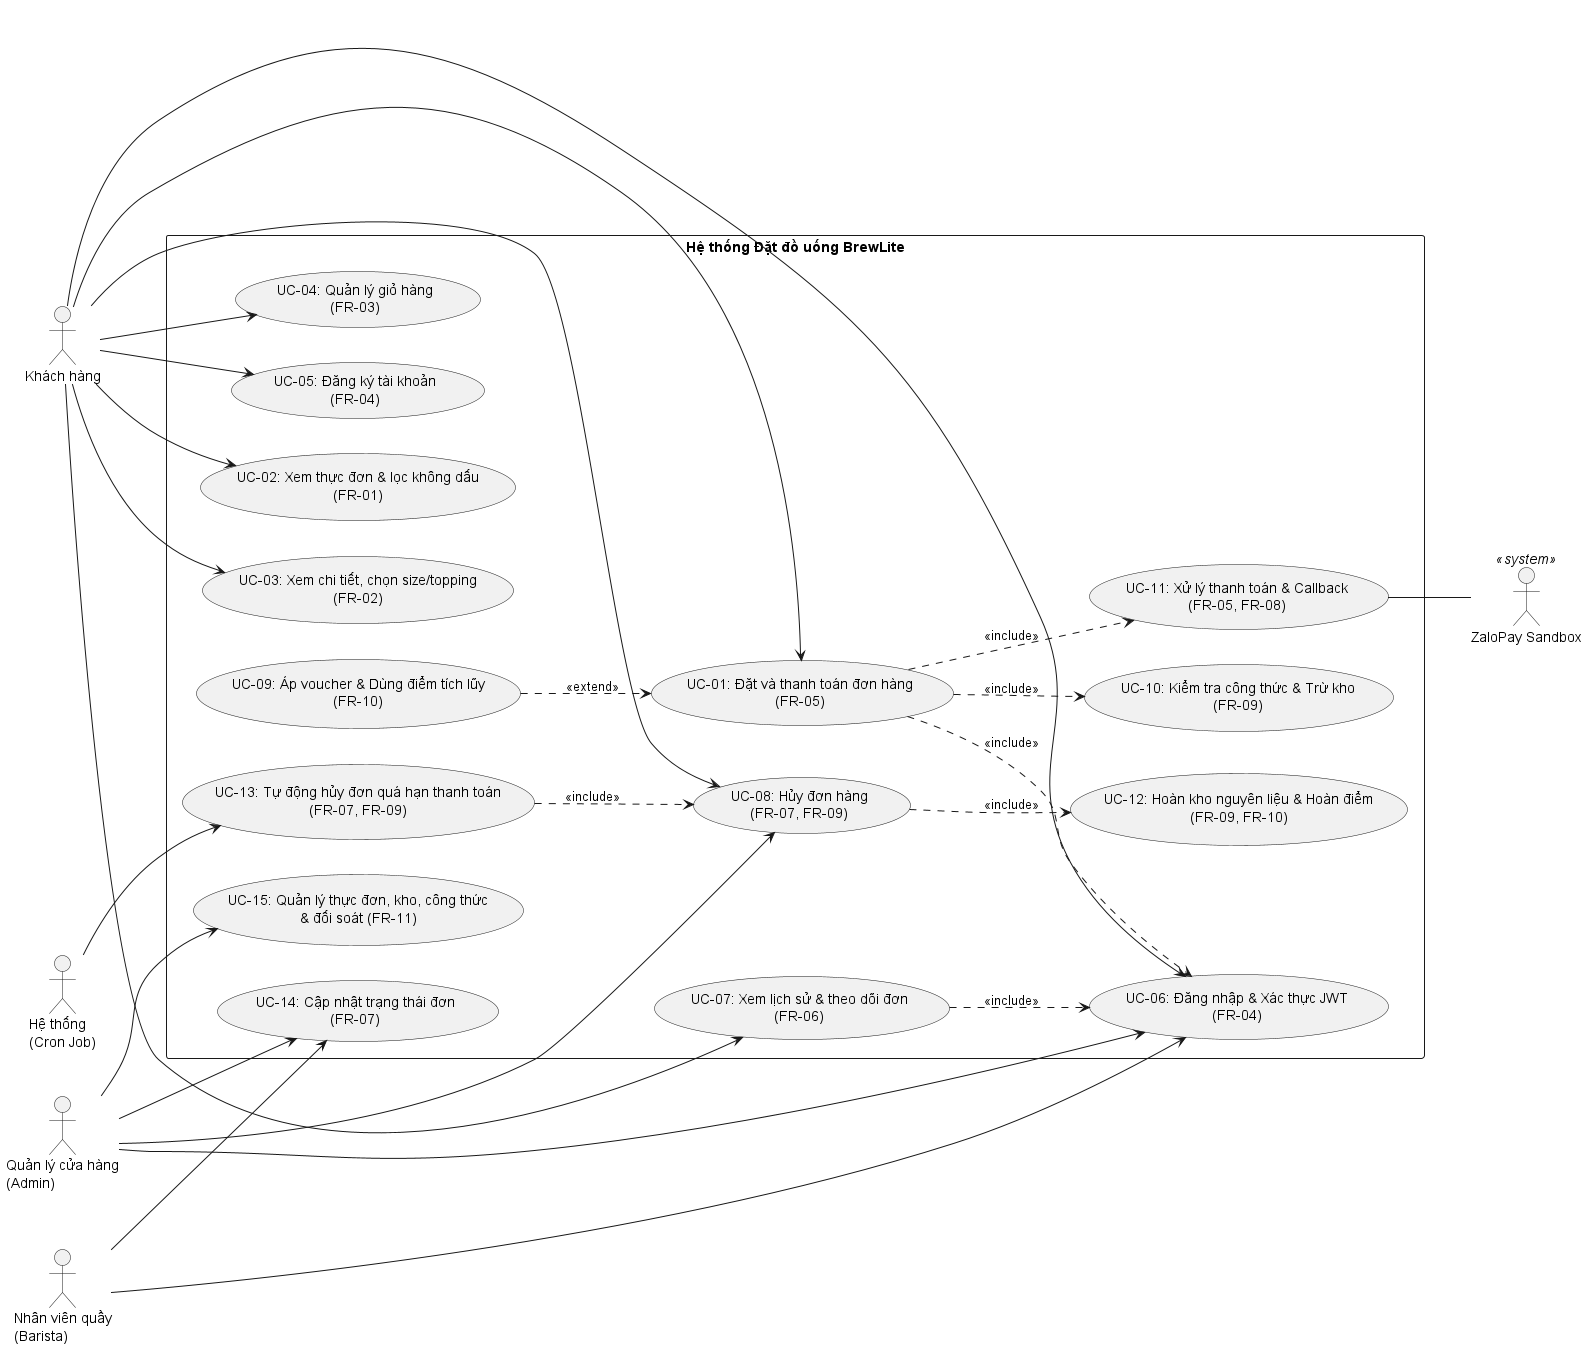 Hệ thống Đặt đồ uống BrewLite
UC-04: Quản lý giỏ hàng
(FR-03)
Khách hàng
UC-05: Đăng ký tài khoản
(FR-04)
UC-02: Xem thực đơn & lọc không dấu
(FR-01)
UC-03: Xem chi tiết, chọn size/topping
(FR-02)
UC-11: Xử lý thanh toán & Callback
(FR-05, FR-08)
«system»
ZaloPay Sandbox
«include»
UC-09: Áp voucher & Dùng điểm tích lũy
(FR-10)
«extend»
UC-01: Đặt và thanh toán đơn hàng
(FR-05)
«include»
UC-10: Kiểm tra công thức & Trừ kho
(FR-09)
«include»
UC-13: Tự động hủy đơn quá hạn thanh toán
(FR-07, FR-09)
«include»
UC-08: Hủy đơn hàng
(FR-07, FR-09)
«include»
UC-12: Hoàn kho nguyên liệu & Hoàn điểm
(FR-09, FR-10)
UC-15: Quản lý thực đơn, kho, công thức
& đối soát (FR-11)
Hệ thống
(Cron Job)
UC-14: Cập nhật trạng thái đơn
(FR-07)
UC-07: Xem lịch sử & theo dõi đơn
(FR-06)
«include»
UC-06: Đăng nhập & Xác thực JWT
(FR-04)
Quản lý cửa hàng
(Admin)
Nhân viên quầy
(Barista)